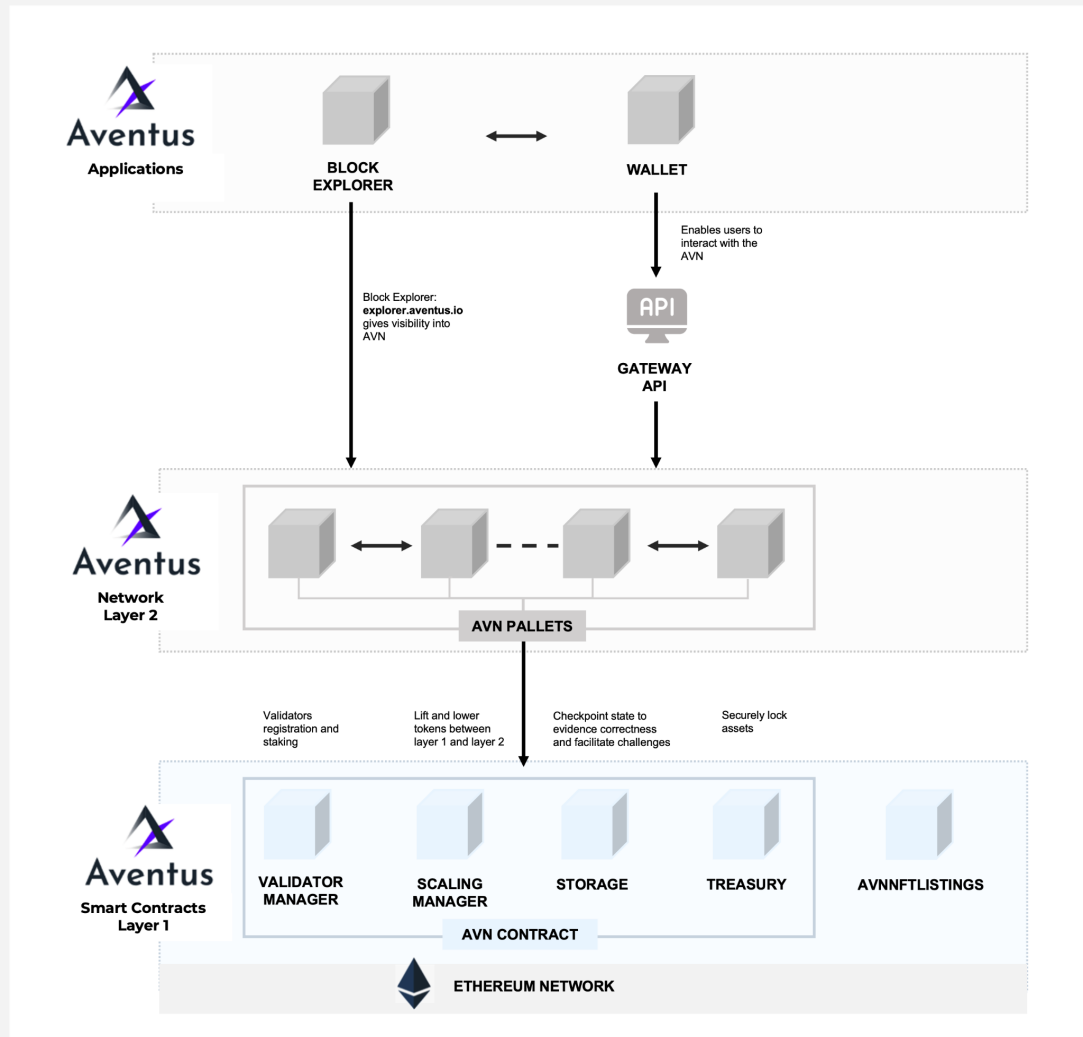 Aventus
Applications
BLOCK
EXPLORER
WALLET
Enables users to
interact with the
AVN
Block Explorer:
explorer.aventus.io
gives visibility into
AVN
API
GATEWAY
API
Aventus
Network
Layer 2
AVN PALLETS
Validators
registration and
staking
Lift and lower
tokens between
layer 1 and layer 2
Checkpoint state to
evidence correctness
and facilitate challenges
Securely lock
assets
Aventus
Smart Contracts
Layer 1
VALIDATOR
MANAGER
SCALING
MANAGER
STORAGE
TREASURY
AVNNFTLISTINGS
AVN CONTRACT
ETHEREUM NETWORK